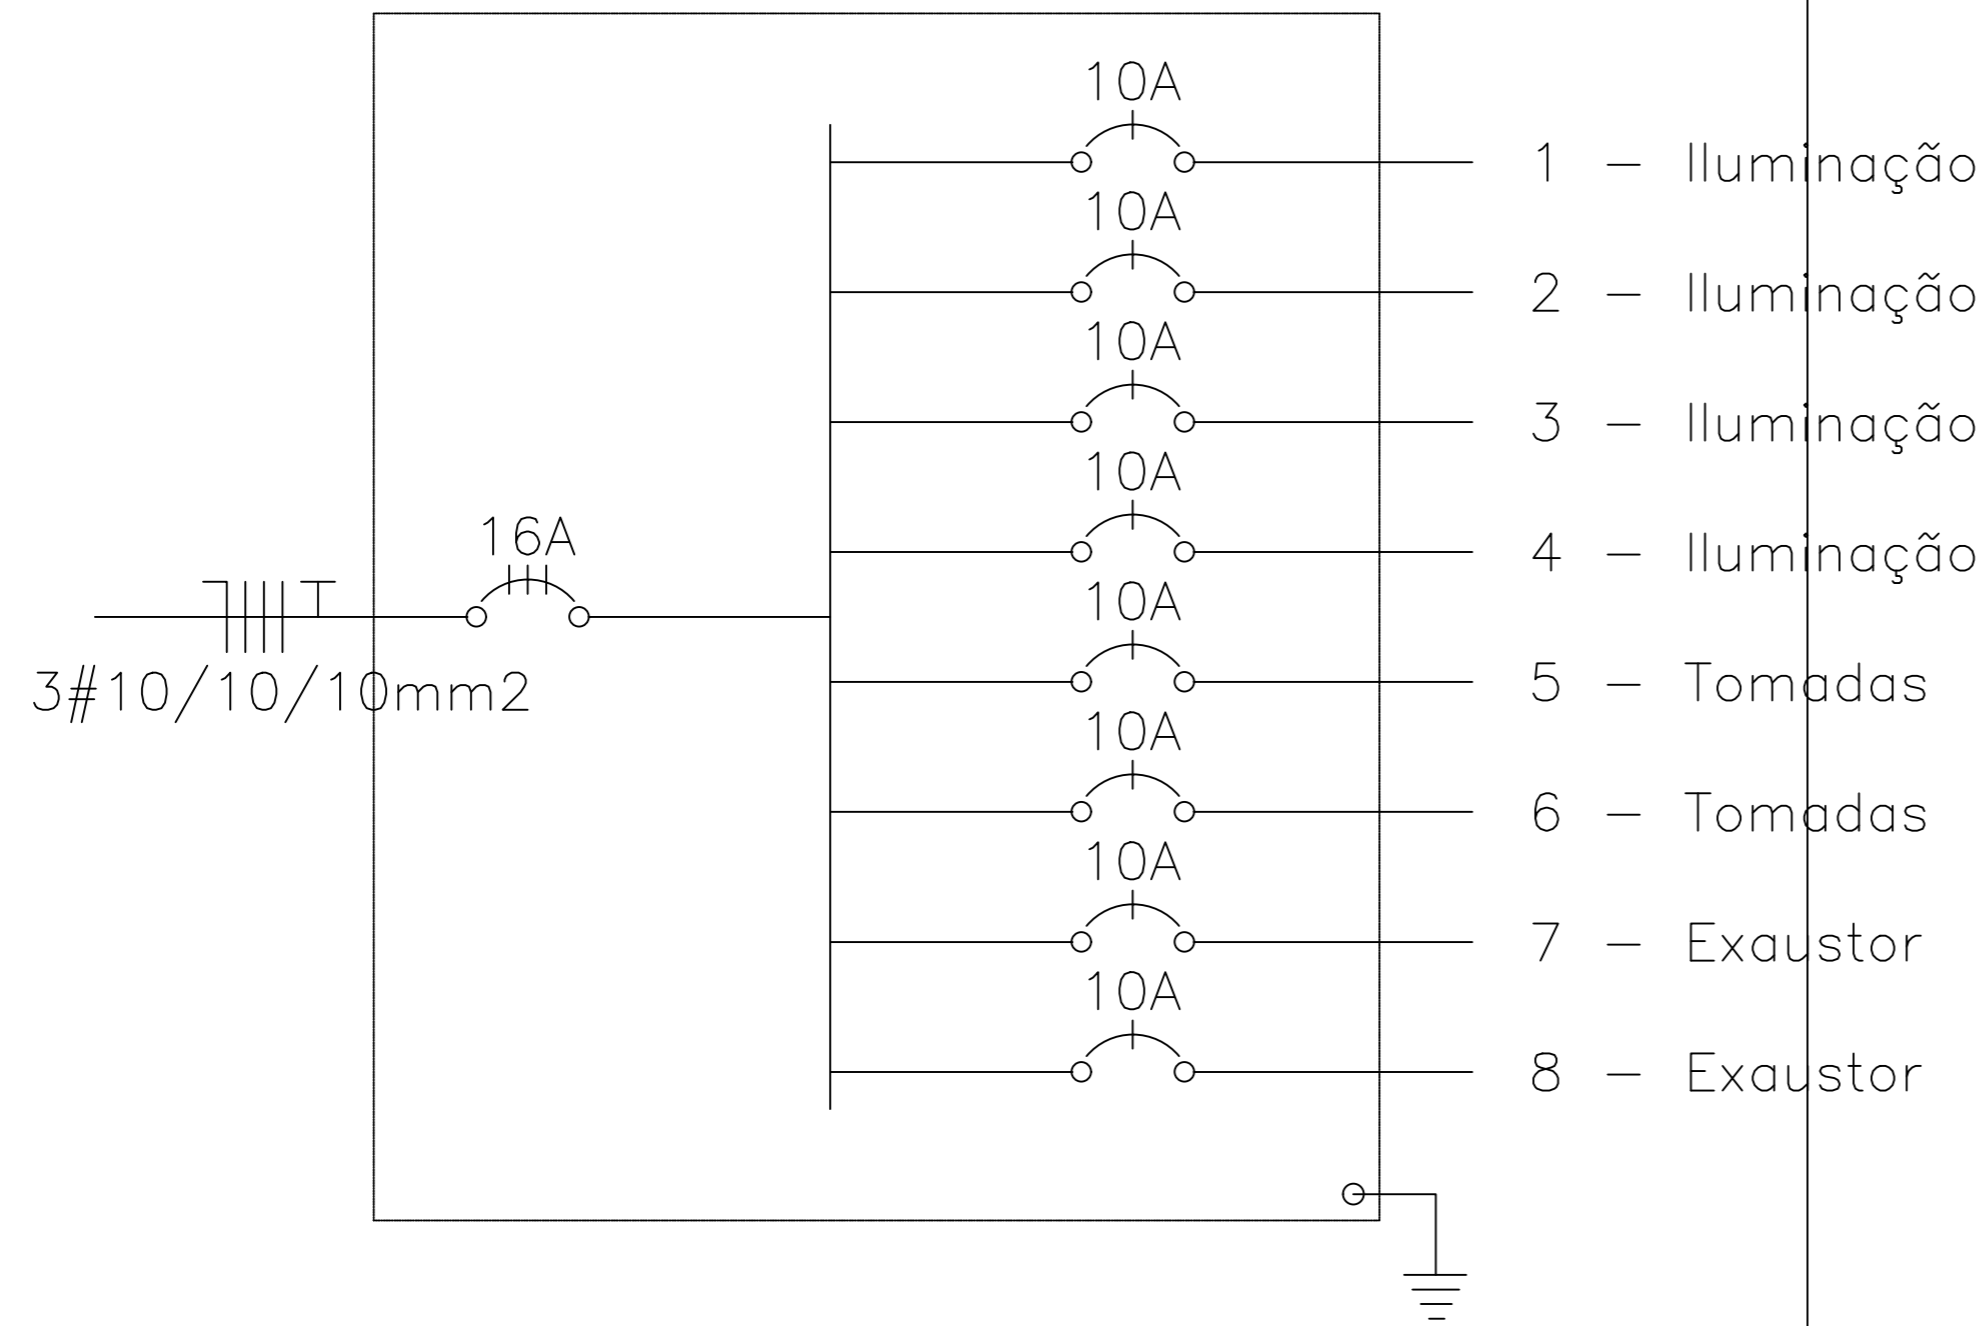 10A
1 - Iluminação
10A
2 - Iluminação
10A
3 - Iluminação
10A
4 - Iluminação
16A
10A
3#10/10/10mm2
5 - Tomadas
10A
6 - Tomadas
10A
7 - Exaustor
10A
8 - Exaustor